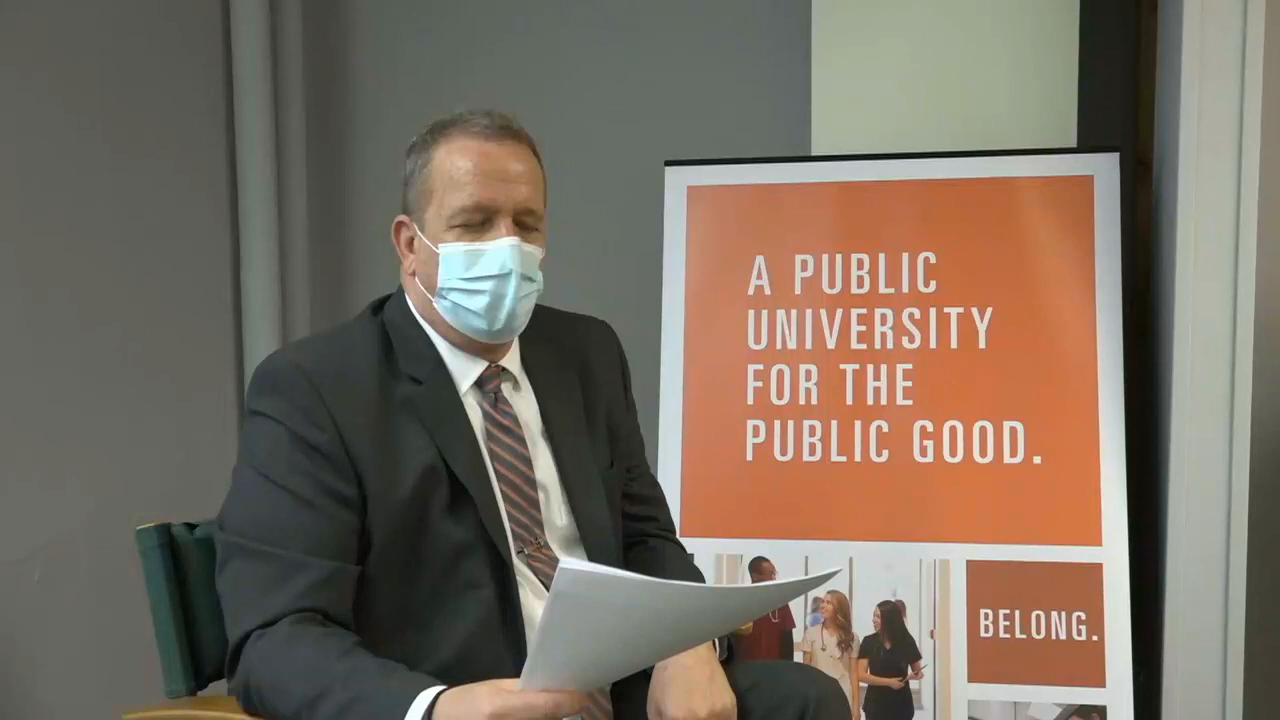 A PUBLIC
UNIVERSITY
FOR THE
PUBLIC GOOD.
BELONG.